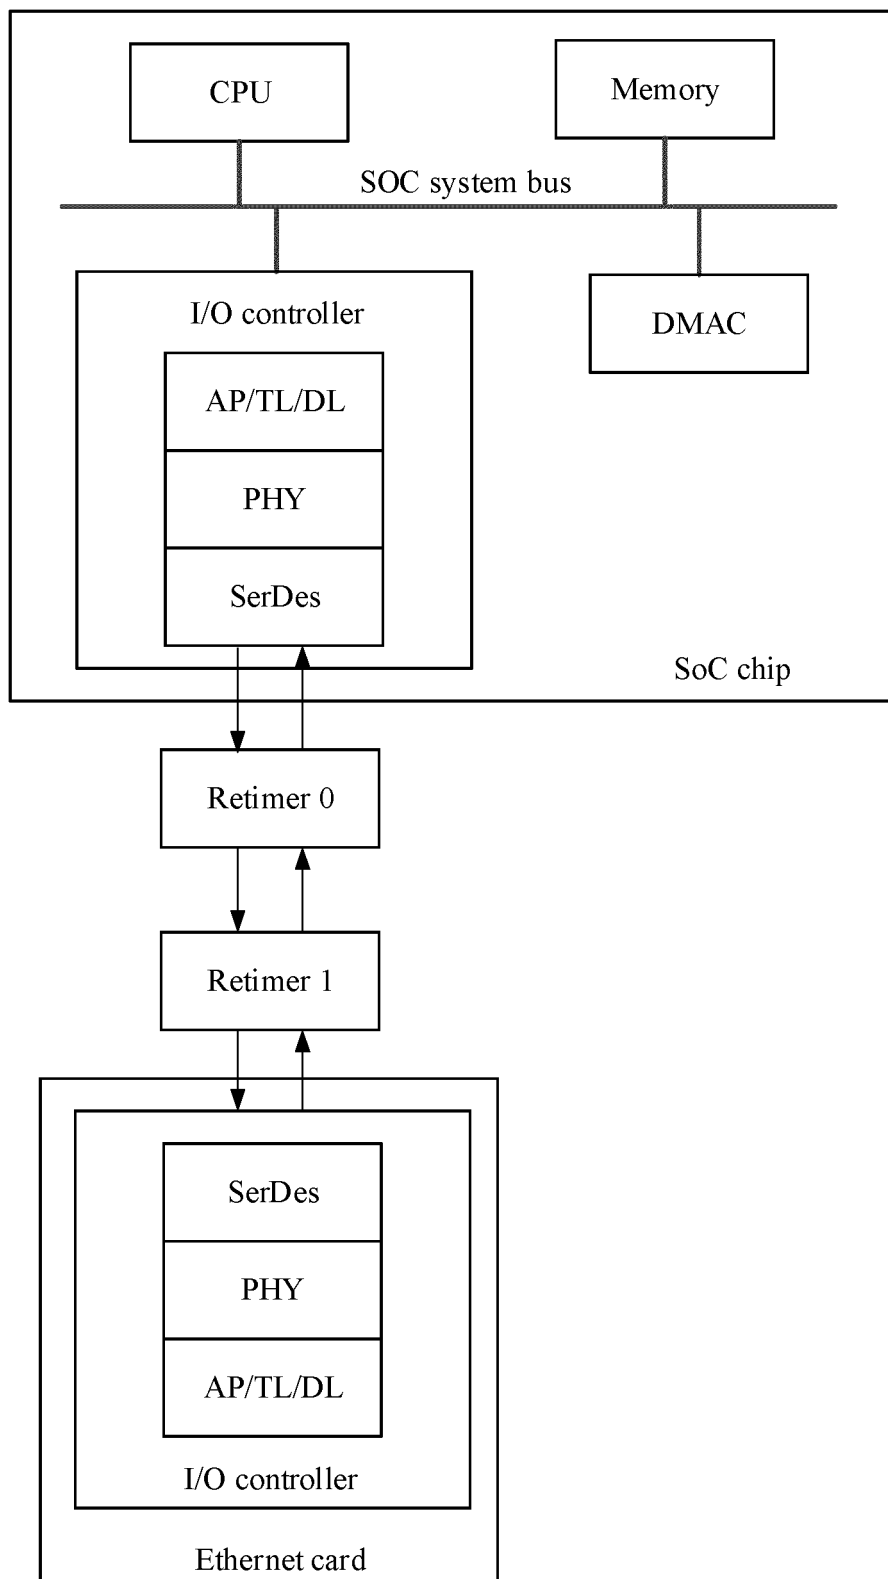 CPU
Memory
SOC system bus
I/O controller
DMAC
AP/TL/DL
PHY
SerDes
SoC chip
Retimer 0
Retimer 1
SerDes
PHY
AP/TL/DL
I/O controller
Ethernet card